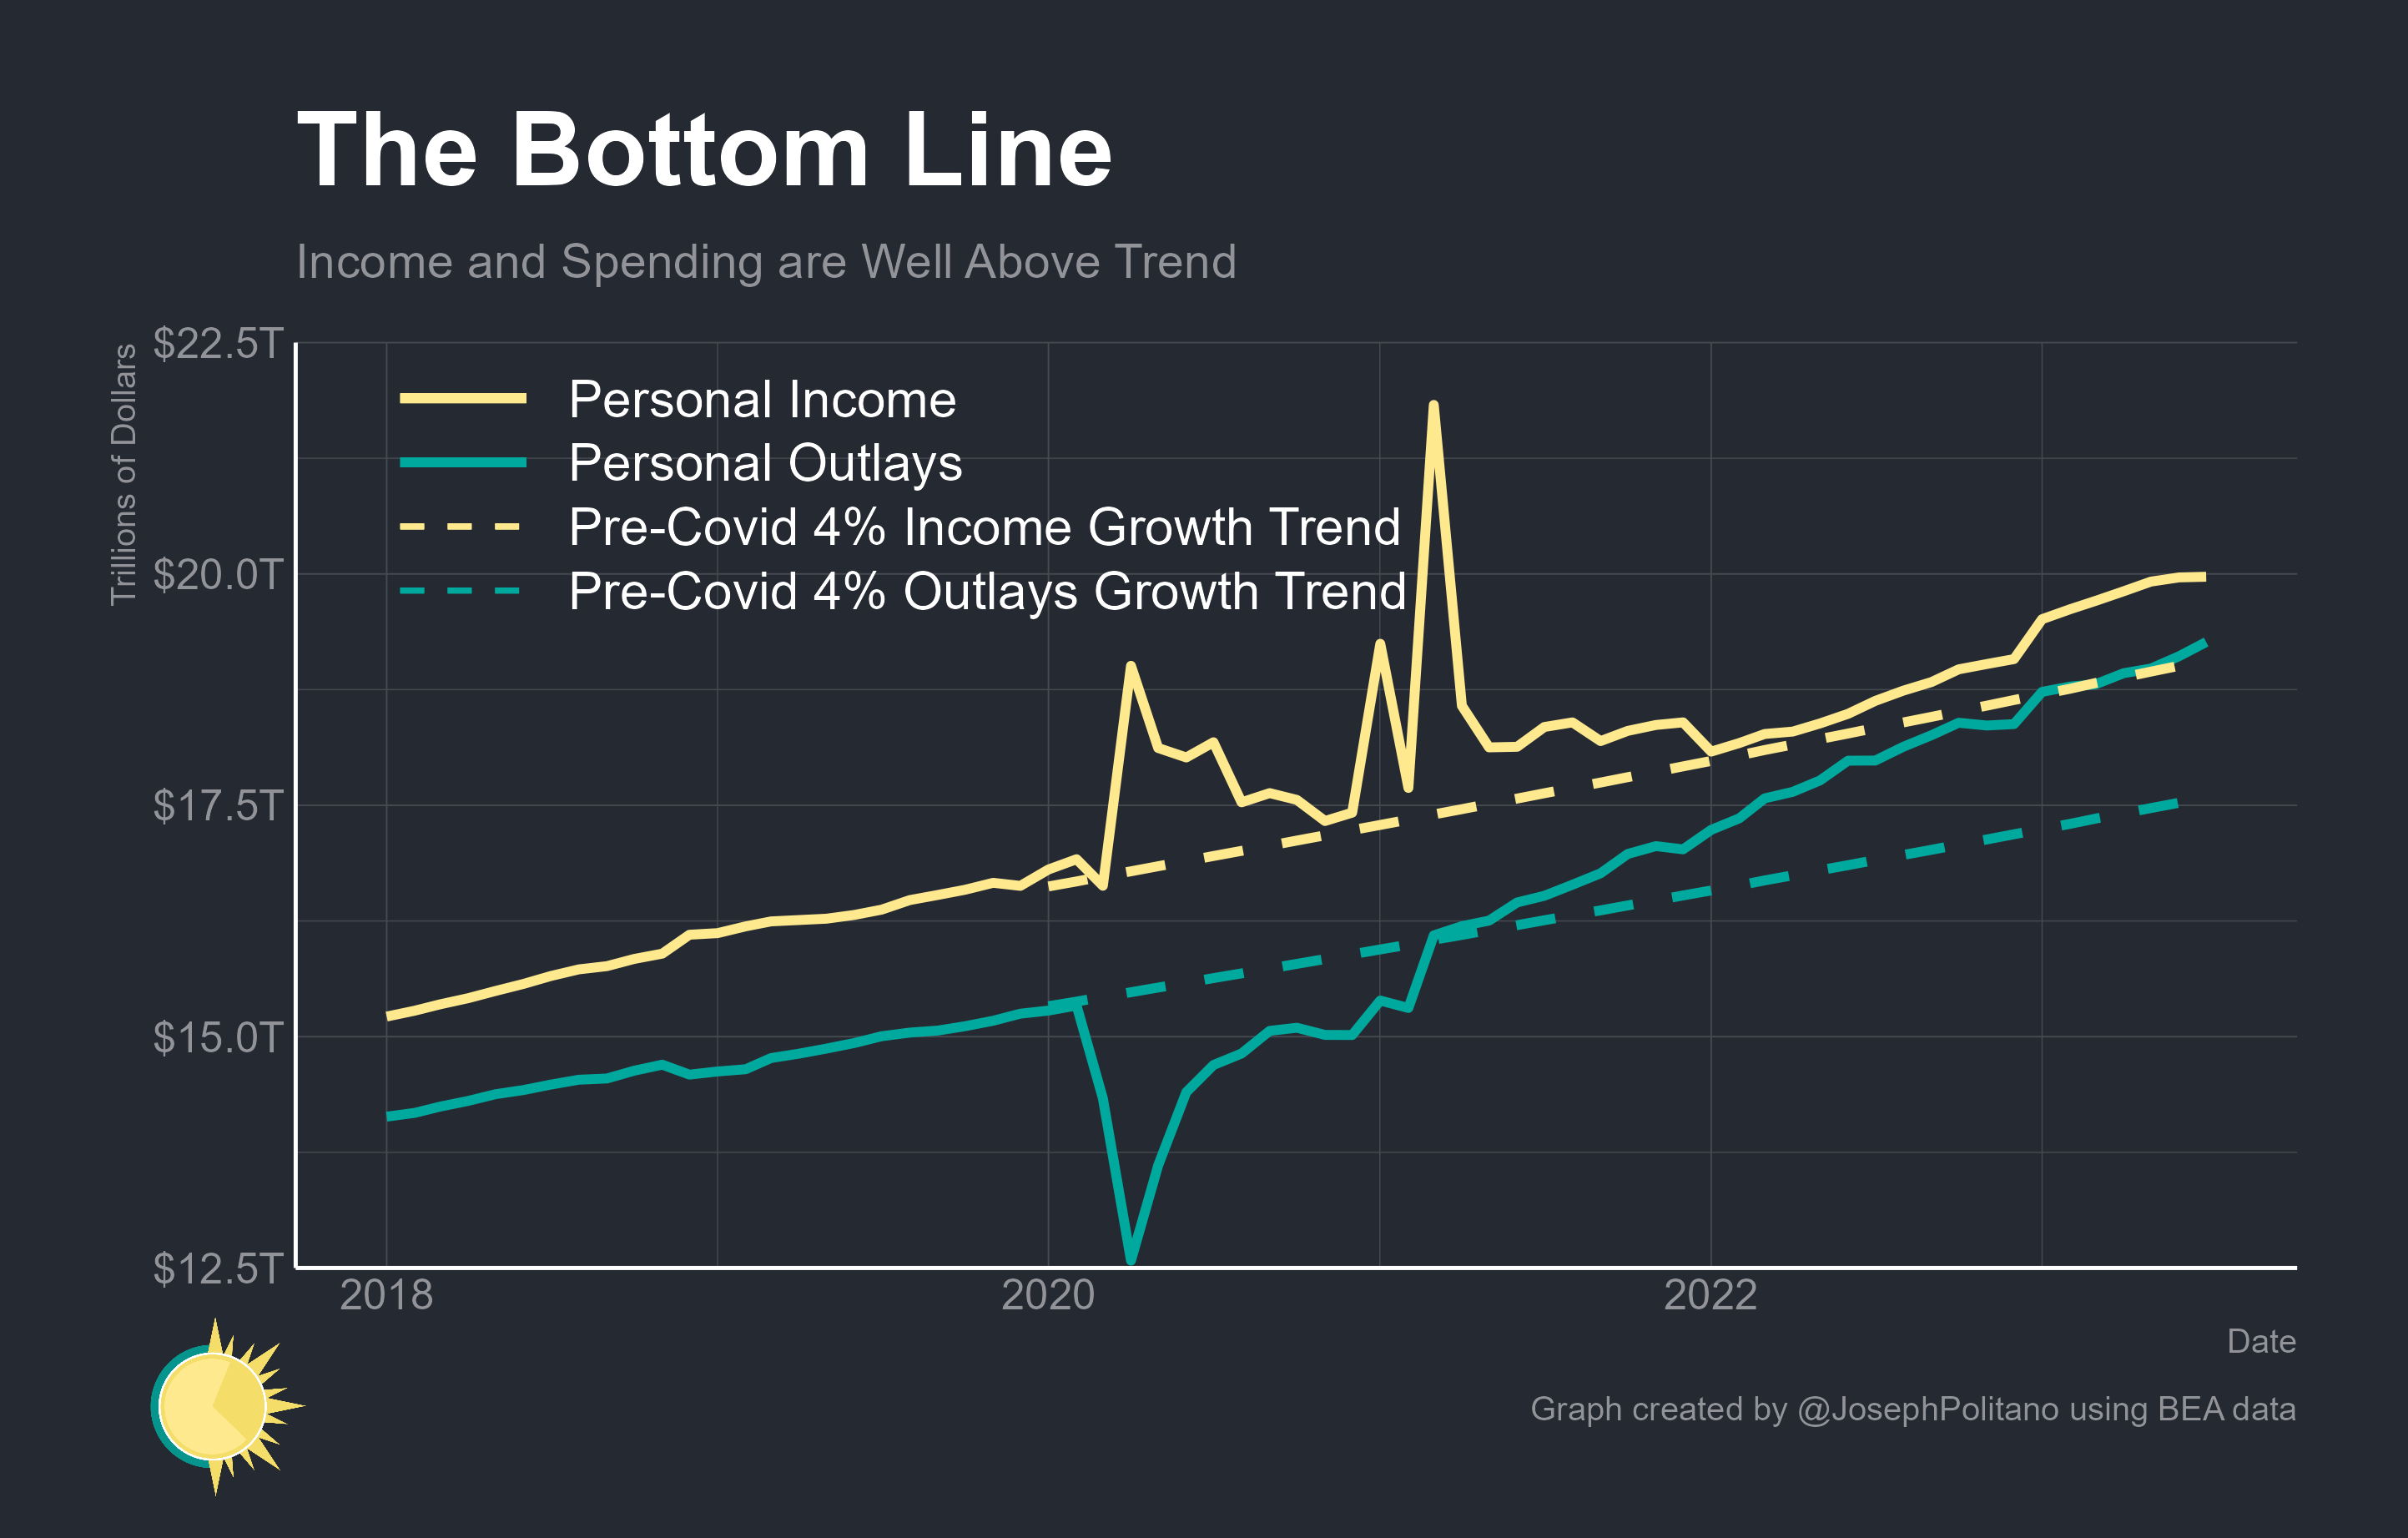 The Bottom Line
Income and Spending are Well Above Trend
Trillions of Dollars
$22.5T
$20.0T
$17.5T
$15.0T
$12.5T
Personal Income
Personal Outlays
Pre-Covid 4% Income Growth Trend
Pre-Covid 4% Outlays Growth Trend
2018
2020
2022
Date
Graph created by @JosephPolitano using BEA data